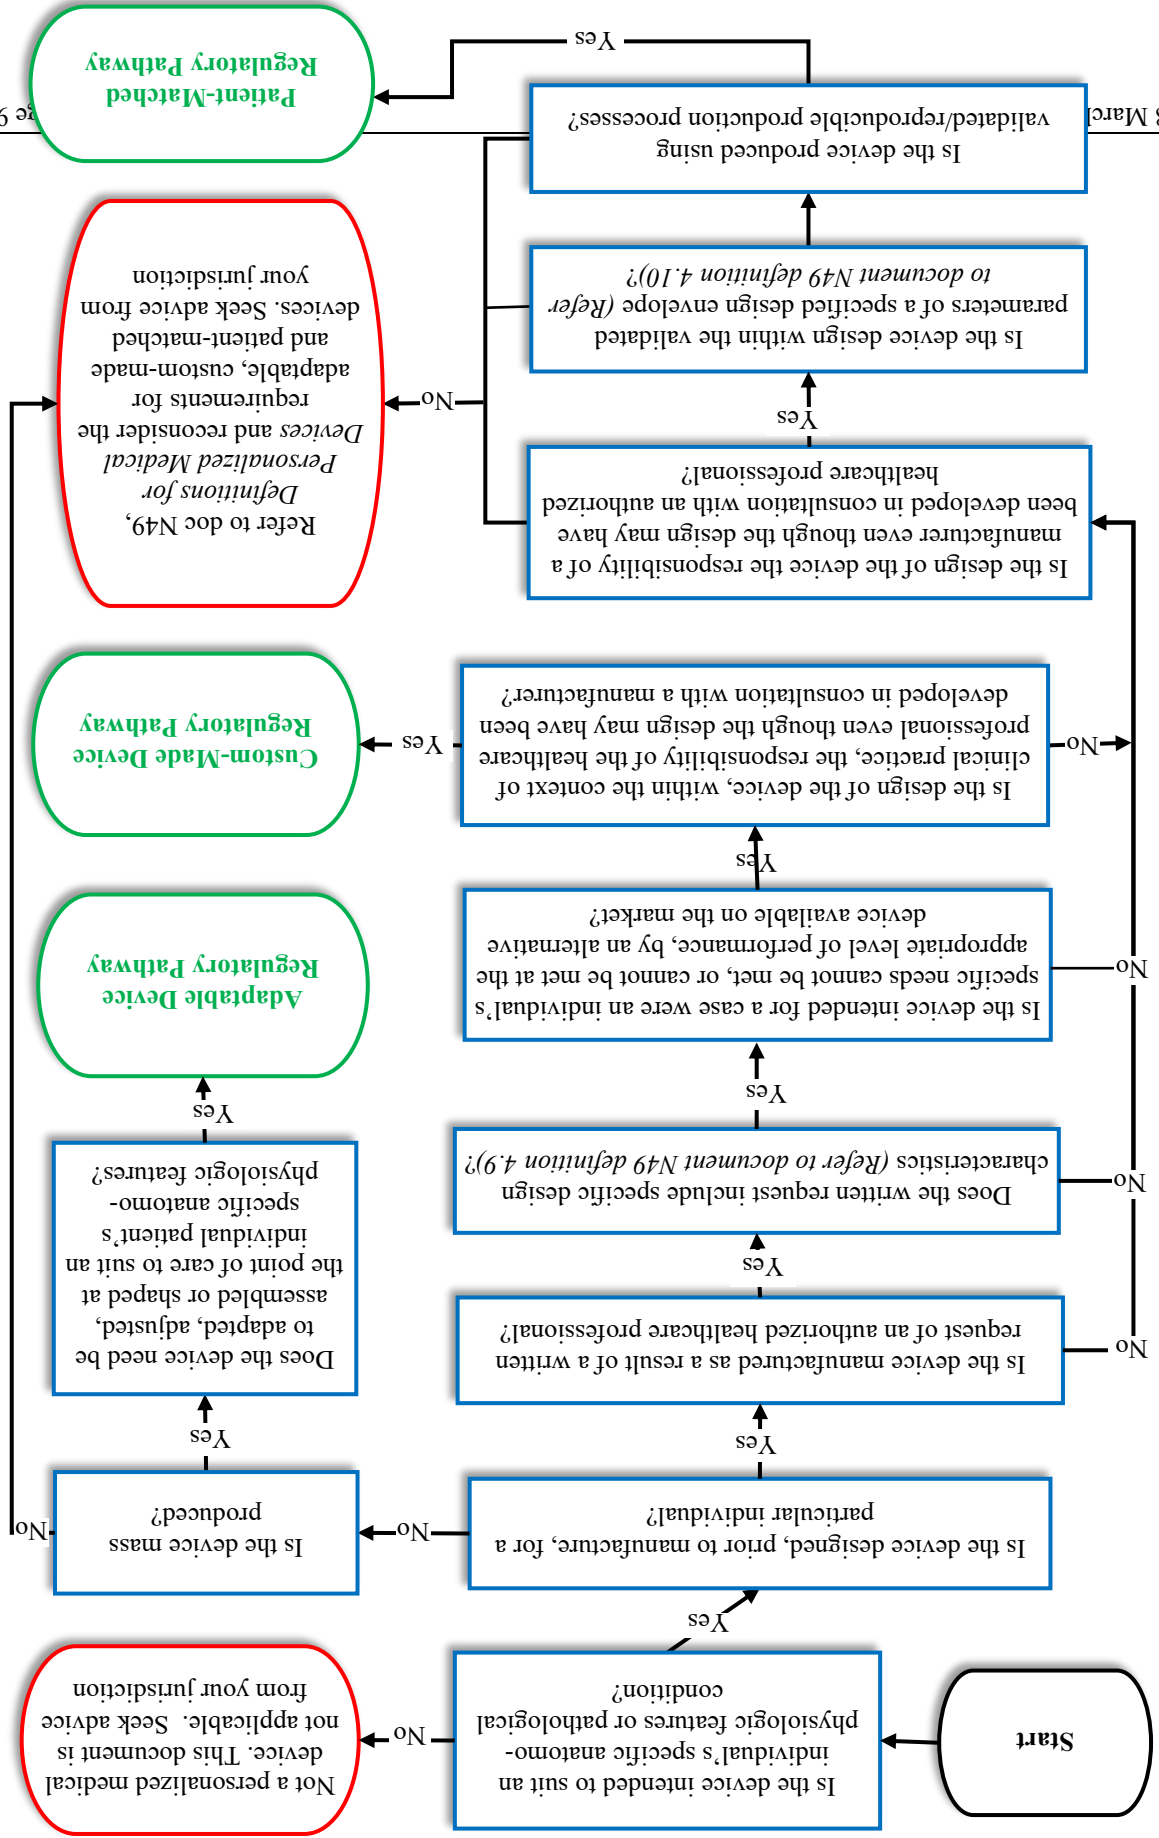 Start
Is the device intended to suit an
individual's specific anatomo-
physiologic features or pathological
condition?
No
Not a personalized medical
device. This document is
not applicable.  Seek advice
from your jurisdiction
Yes
Is the device designed, prior to manufacture, for a
particular individual?
No
Is the device mass
produced?
No
Yes
Yes
Is the device manufactured as a result of a written
request of an authorized healthcare professional?
No
Does the device need be
to adapted, adjusted,
assembled or shaped at
the point of care to suit an
individual patient's
specific anatomo-
physiologic features?
Yes
Does the written request include specific design
characteristics (Refer to document N49 definition 4.9)?
No
Yes
Yes
Is the device intended for a case were an individual's
specific needs cannot be met, or cannot be met at the
appropriate level of performance, by an alternative
device available on the market?
No
Adaptable Device
Regulatory Pathway
Yes
Is the design of the device, within the context of
clinical practice, the responsibility of the healthcare
professional even though the design may have been
developed in consultation with a manufacturer?
No
Yes
Custom-Made Device
Regulatory Pathway
Is the design of the device the responsibility of a
manufacturer even though the design may have
been developed in consultation with an authorized
healthcare professional?
Refer to doc N49,
Definitions for
Personalized Medical
Devices and reconsider the
requirements for
adaptable, custom-made
and patient-matched
devices. Seek advice from
your jurisdiction
Yes
No
Is the device design within the validated
parameters of a specified design envelope (Refer
to document N49 definition 4.10)?
Is the device produced using
validated/reproducible production processes?
Yes
Patient-Matched
Regulatory Pathway
9